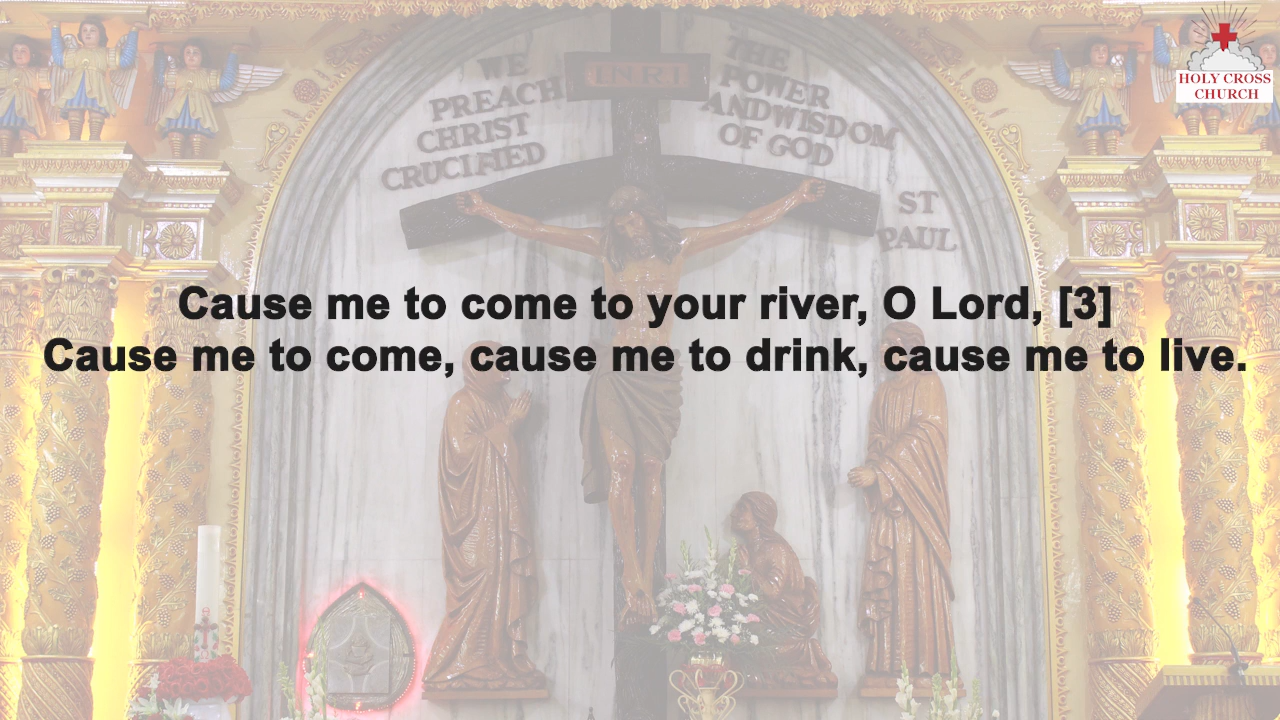 Cause me to come to your river, O Lord, [3]
Cause me to come, cause me to drink, cause me to live.
HOLY CROSS
CHURCH
INRI
WE
PREACH
CHRIST
CRUCIFIED
THE
POWER
ANDWISDOM
OF GOD
ST
PAUL